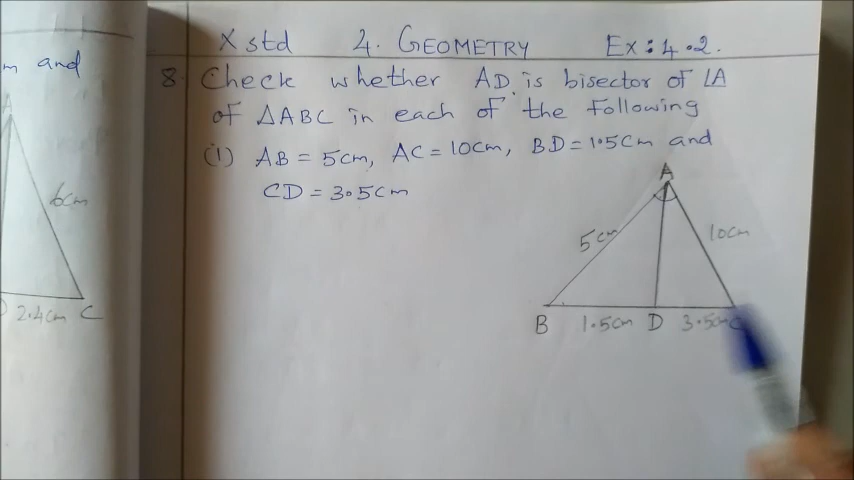 X std 4. GEOMETRY Ex: 4.2.
m and
8. Check whether AD is bisector of ∠A
of △ABC in each of the following
(1) AB = 5cm, AC = 10cm, BD = 1.5cm and
CD = 3.5cm
A
6cm
2.4cm C
A
5cm
10cm
B 1.5cm D 3.5cm C